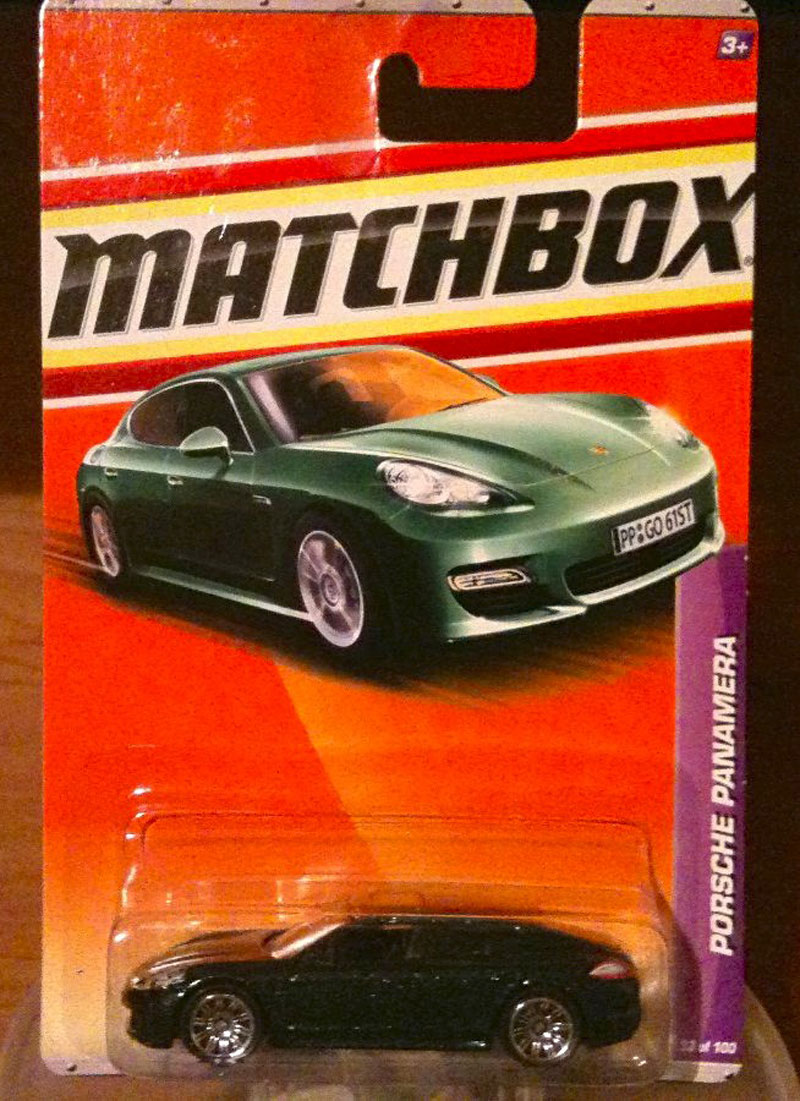 3+
MATCHBOX
PP GO 61ST
PORSCHE PANAMERA
of 100